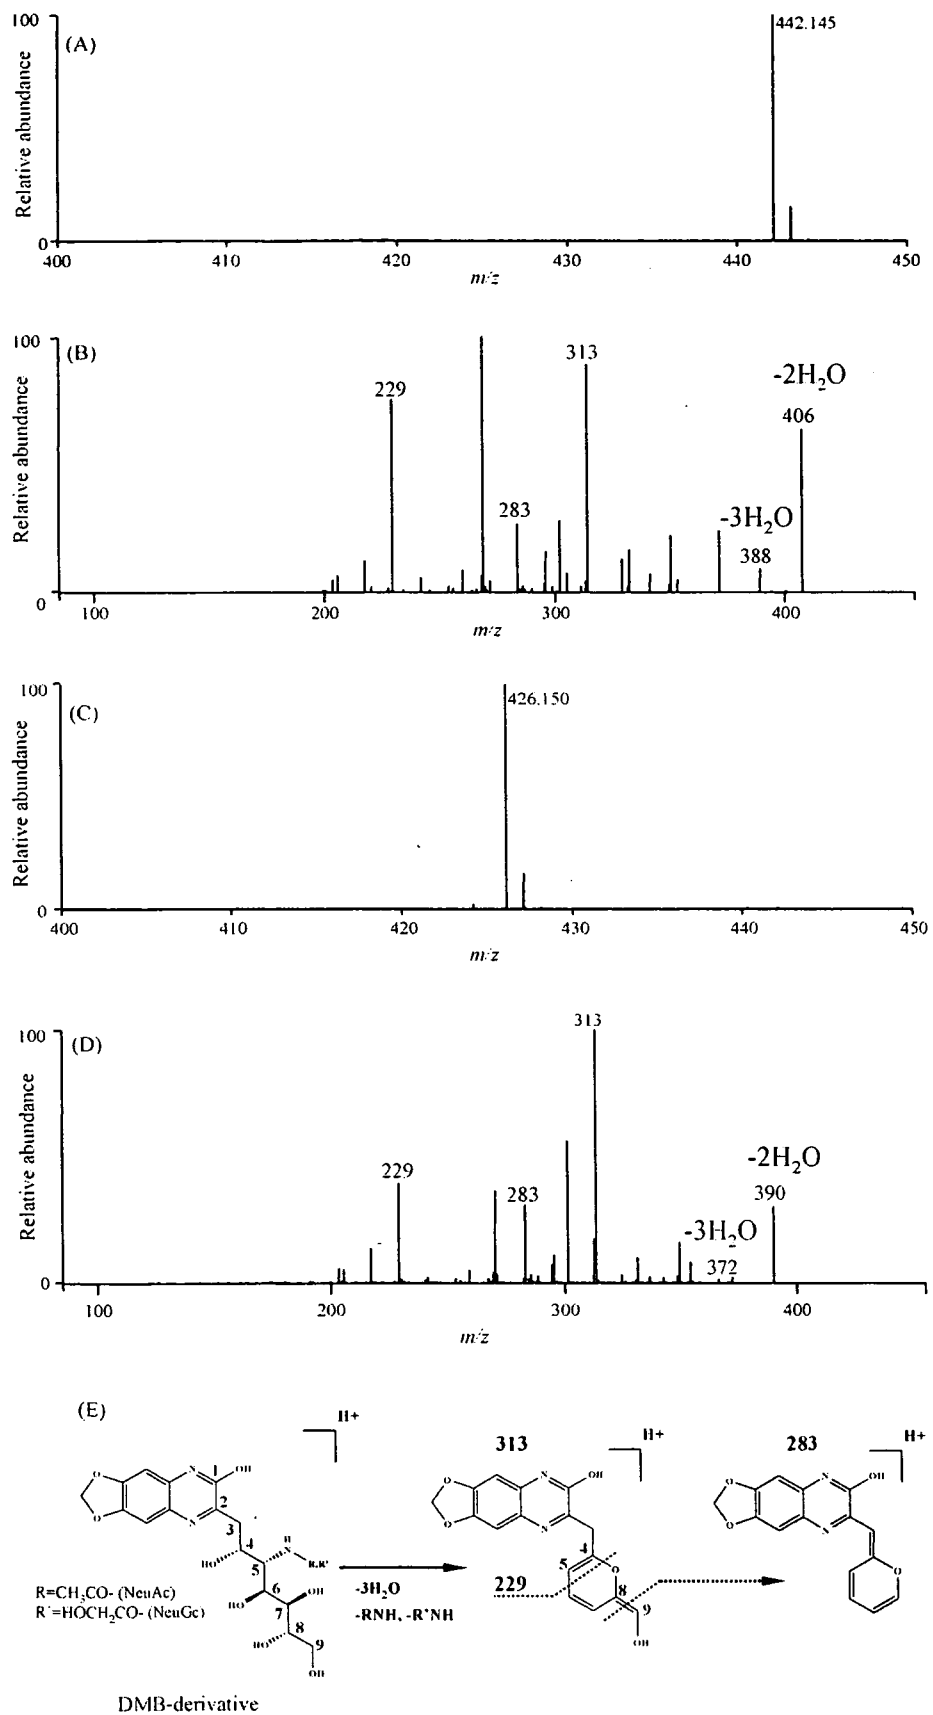 (A)
442.145
Relative abundance
100
0
400 410 420 430 440 450
m/z
(B)
100
229
283
313
-2H₂O
406
-3H₂O
388
Relative abundance
0
100 200 300 400
m/z
(C)
100
426.150
Relative abundance
0
400 410 420 430 440 450
m/z
(D)
100
313
229
283
-2H₂O
390
-3H₂O
372
Relative abundance
0
100 200 300 400
m/z
(E)
H+
O
O
N
N
1
OH
2
3
4
HO
H
N
R,R'
5
6
HO
OH
7
HO
8
9
OH
R=CH₃CO- (NeuAc)
R'=HOCH₂CO- (NeuGc)
DMB-derivative
-3H₂O
-RNH, -R'NH
313
H+
O
O
N
N
OH
4
5
O
229
8
9
OH
283
H+
O
O
N
N
OH
O